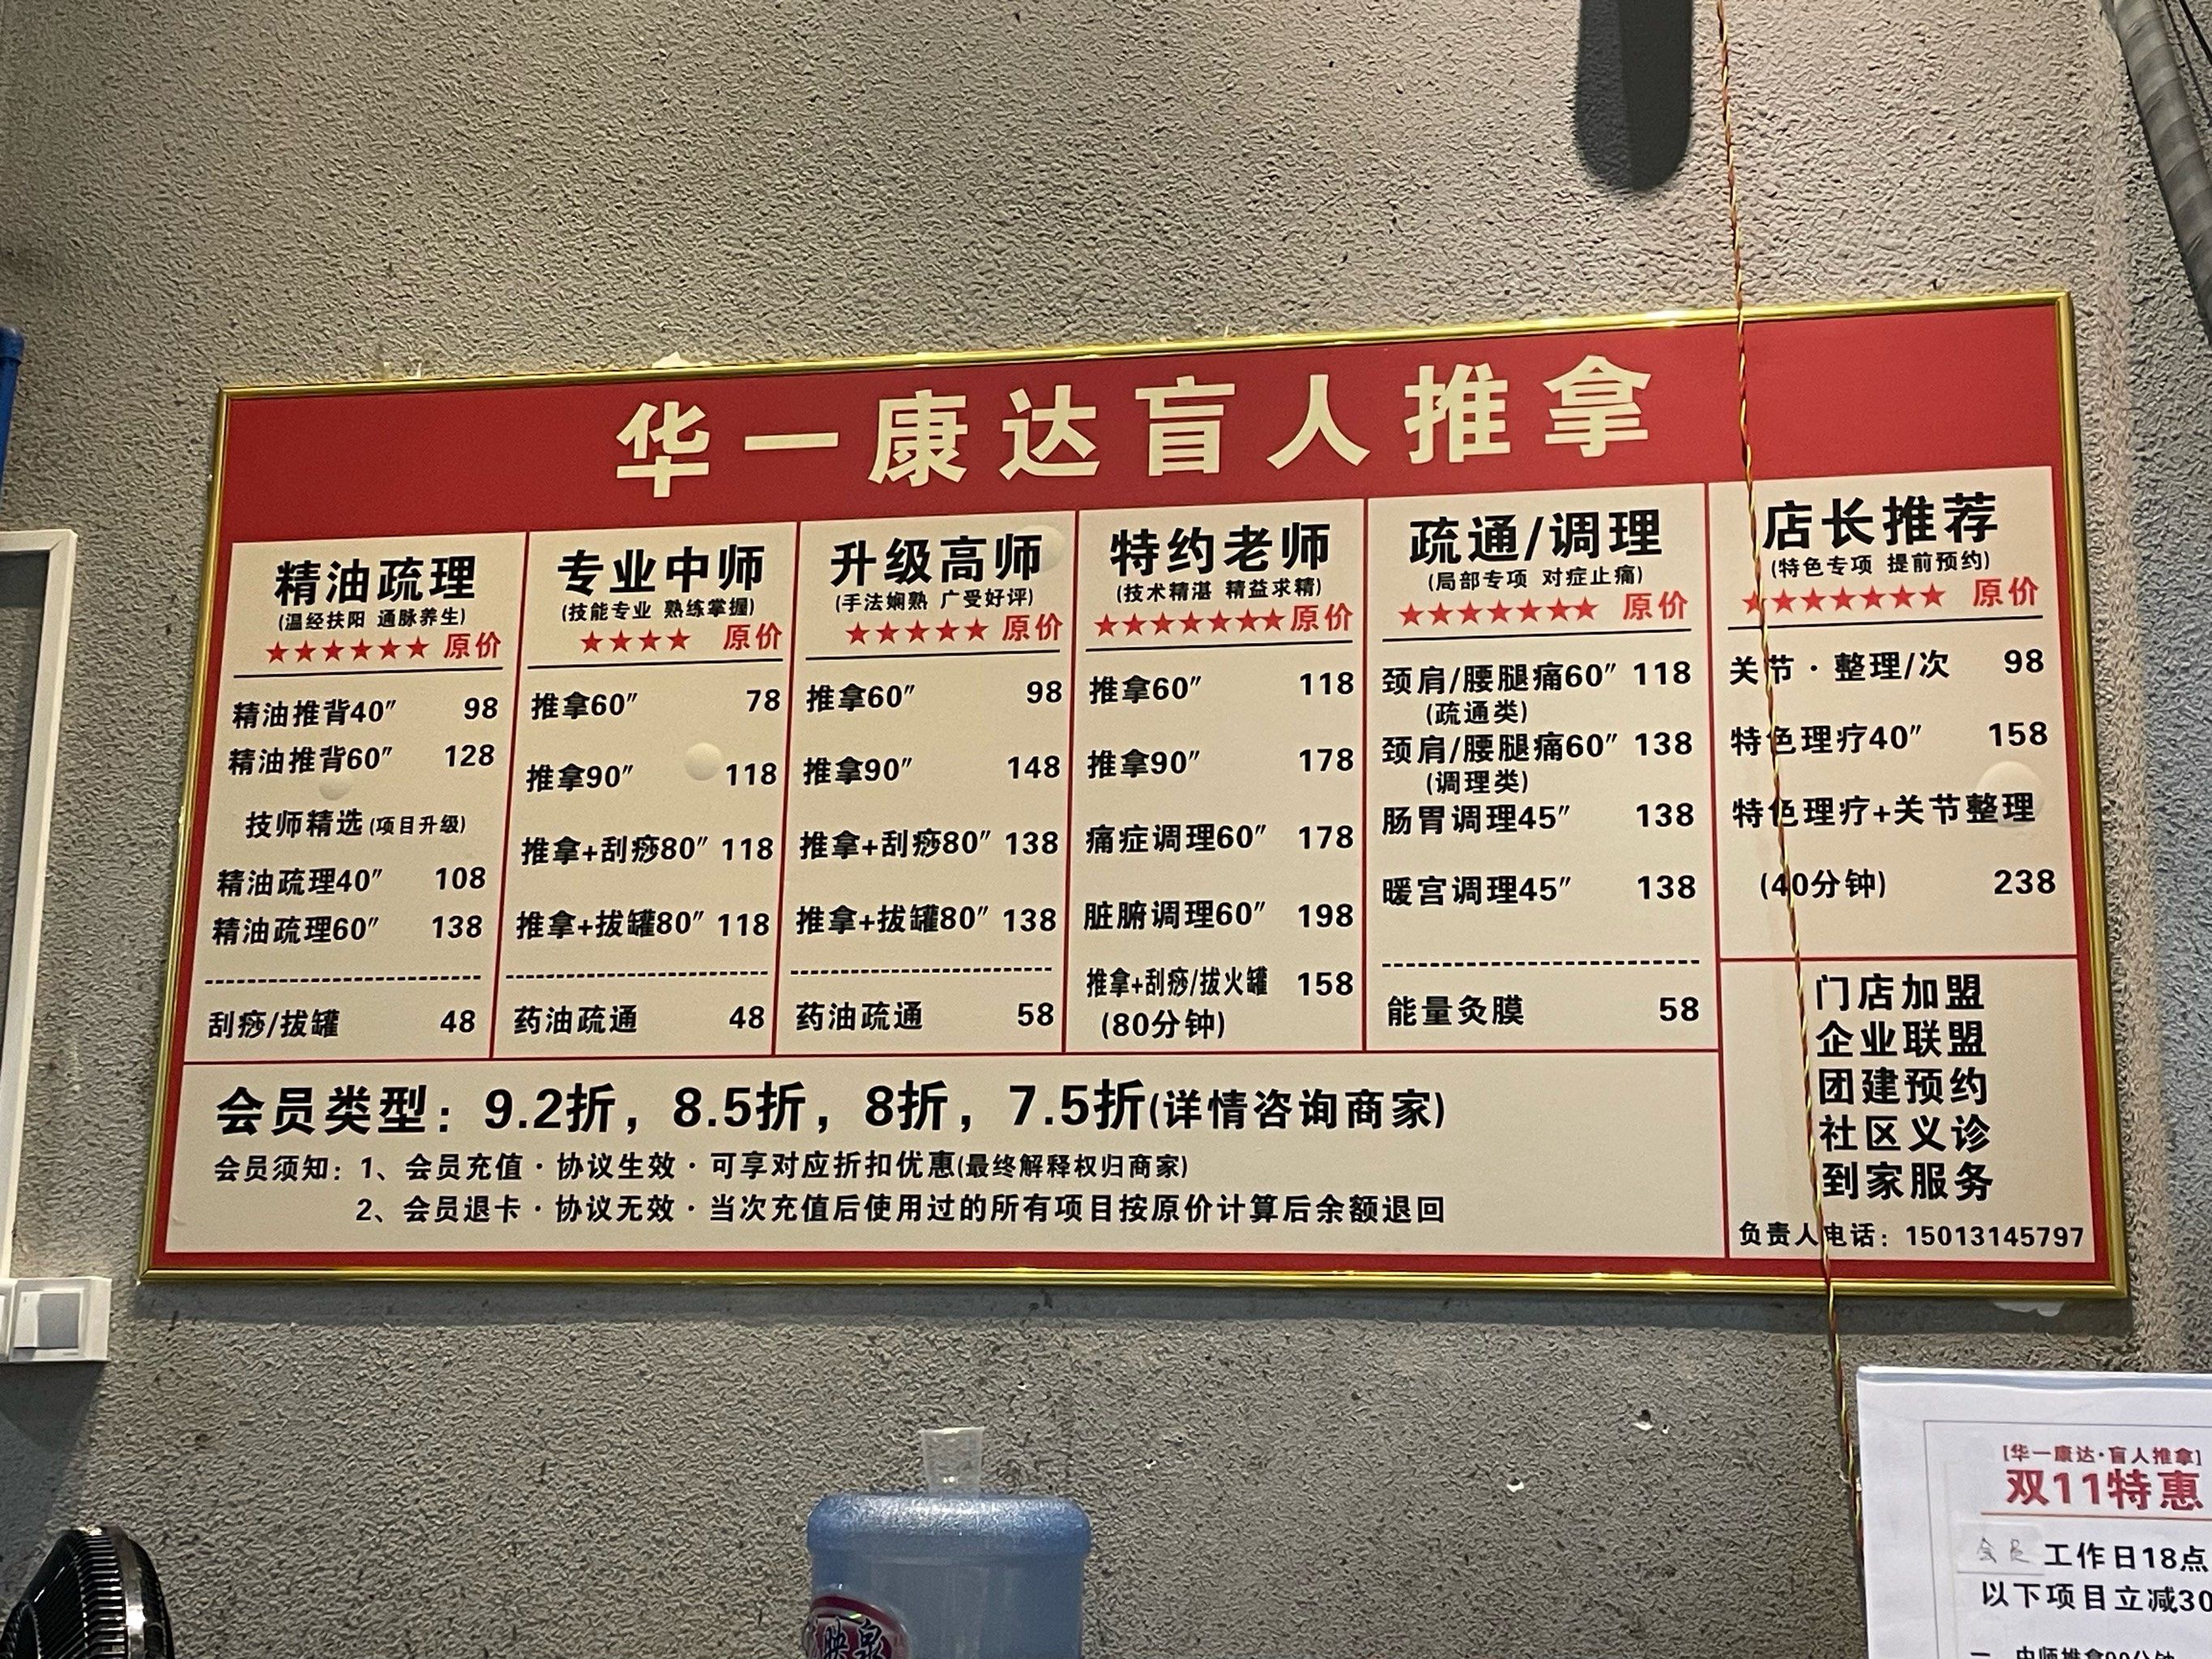 华一康达盲人推拿
精油疏理
(温经扶阳 通脉养生)
★★★★★★ 原价
精油推背40″ 98
精油推背60″ 128
技师精选(项目升级)
精油疏理40″ 108
精油疏理60″ 138
刮痧/拔罐 48
专业中师
(技能专业 熟练掌握)
★★★★ 原价
推拿60″ 78
推拿90″ 118
推拿+刮痧80″ 118
推拿+拔罐80″ 118
药油疏通 48
升级高师
(手法娴熟 广受好评)
★★★★★ 原价
推拿60″ 98
推拿90″ 148
推拿+刮痧80″ 138
推拿+拔罐80″ 138
药油疏通 58
特约老师
(技术精湛 精益求精)
★★★★★★★ 原价
推拿60″ 118
推拿90″ 178
痛症调理60″ 178
脏腑调理60″ 198
推拿+刮痧/拔火罐 158
(80分钟)
疏通/调理
(局部专项 对症止痛)
★★★★★★★ 原价
颈肩/腰腿痛60″ 118
(疏通类)
颈肩/腰腿痛60″ 138
(调理类)
肠胃调理45″ 138
暖宫调理45″ 138
能量灸膜 58
店长推荐
(特色专项 提前预约)
★★★★★★★ 原价
关节·整理/次 98
特色理疗40″ 158
特色理疗+关节整理
(40分钟) 238
门店加盟
企业联盟
团建预约
社区义诊
到家服务
负责人电话：15013145797
会员类型：9.2折，8.5折，8折，7.5折(详情咨询商家)
会员须知：1、会员充值·协议生效·可享对应折扣优惠(最终解释权归商家)
2、会员退卡·协议无效·当次充值后使用过的所有项目按原价计算后余额退回
[华一康达·盲人推拿]
双11特惠
会员 工作日18点
以下项目立减30
映泉